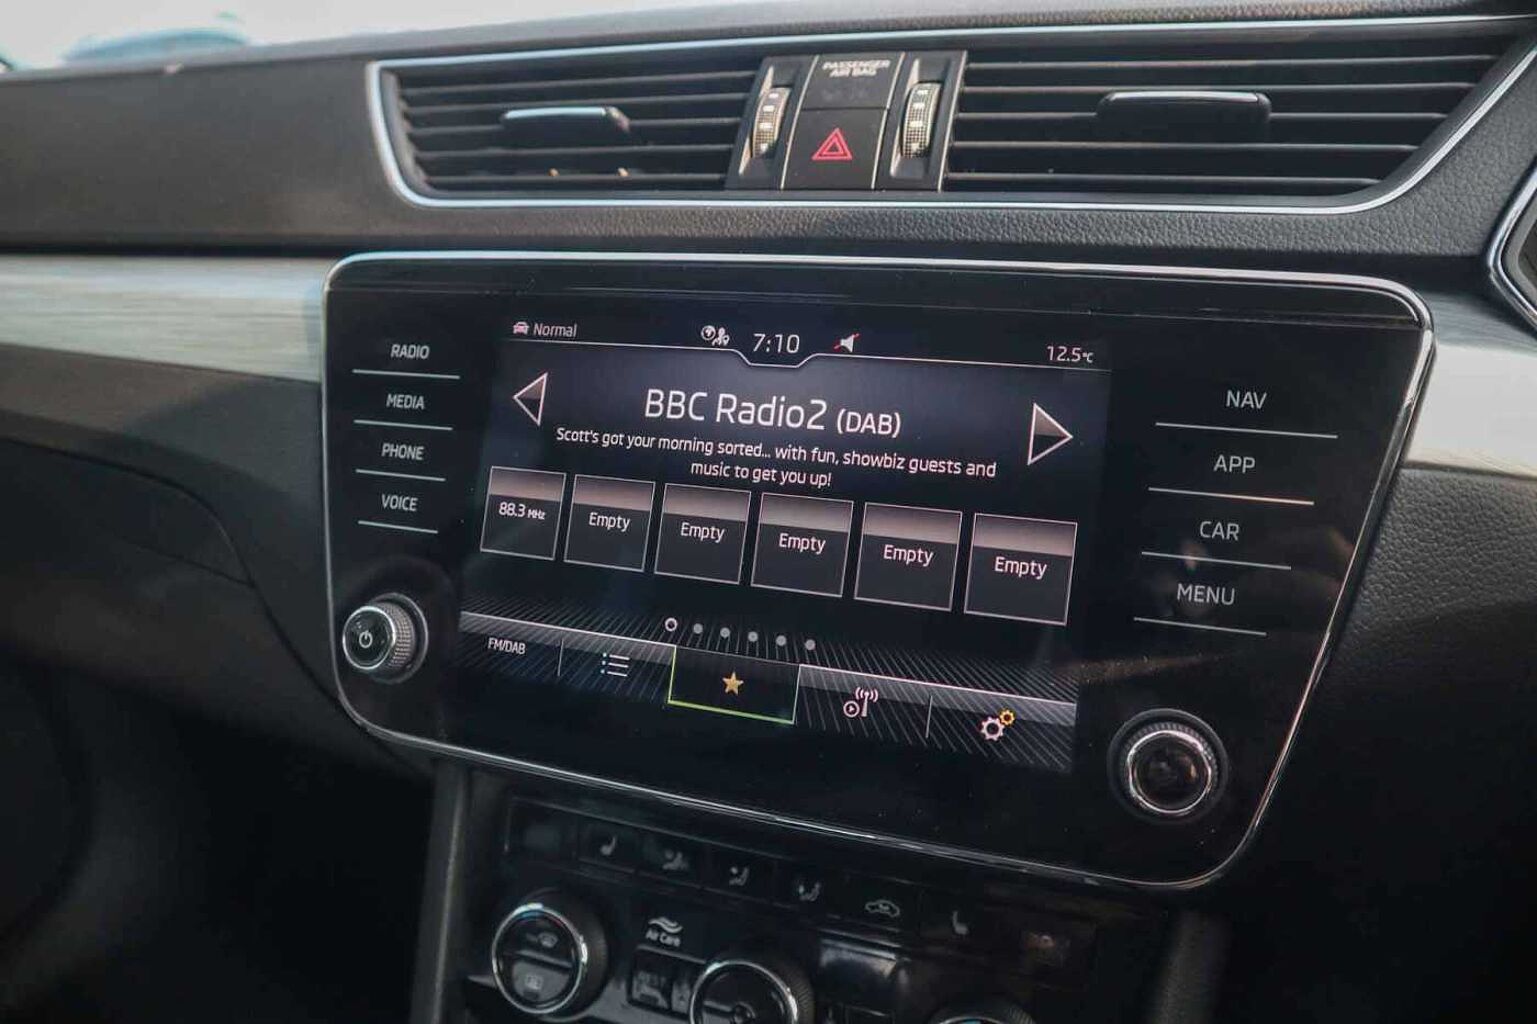 PASSENGER
AIR BAG
Normal
7:10
12.5°C
RADIO
MEDIA
PHONE
VOICE
BBC Radio2 (DAB)
Scott's got your morning sorted... with fun, showbiz guests and
music to get you up!
88.3 MHz
Empty
Empty
Empty
Empty
Empty
FM/DAB
NAV
APP
CAR
MENU
Air Care
REST